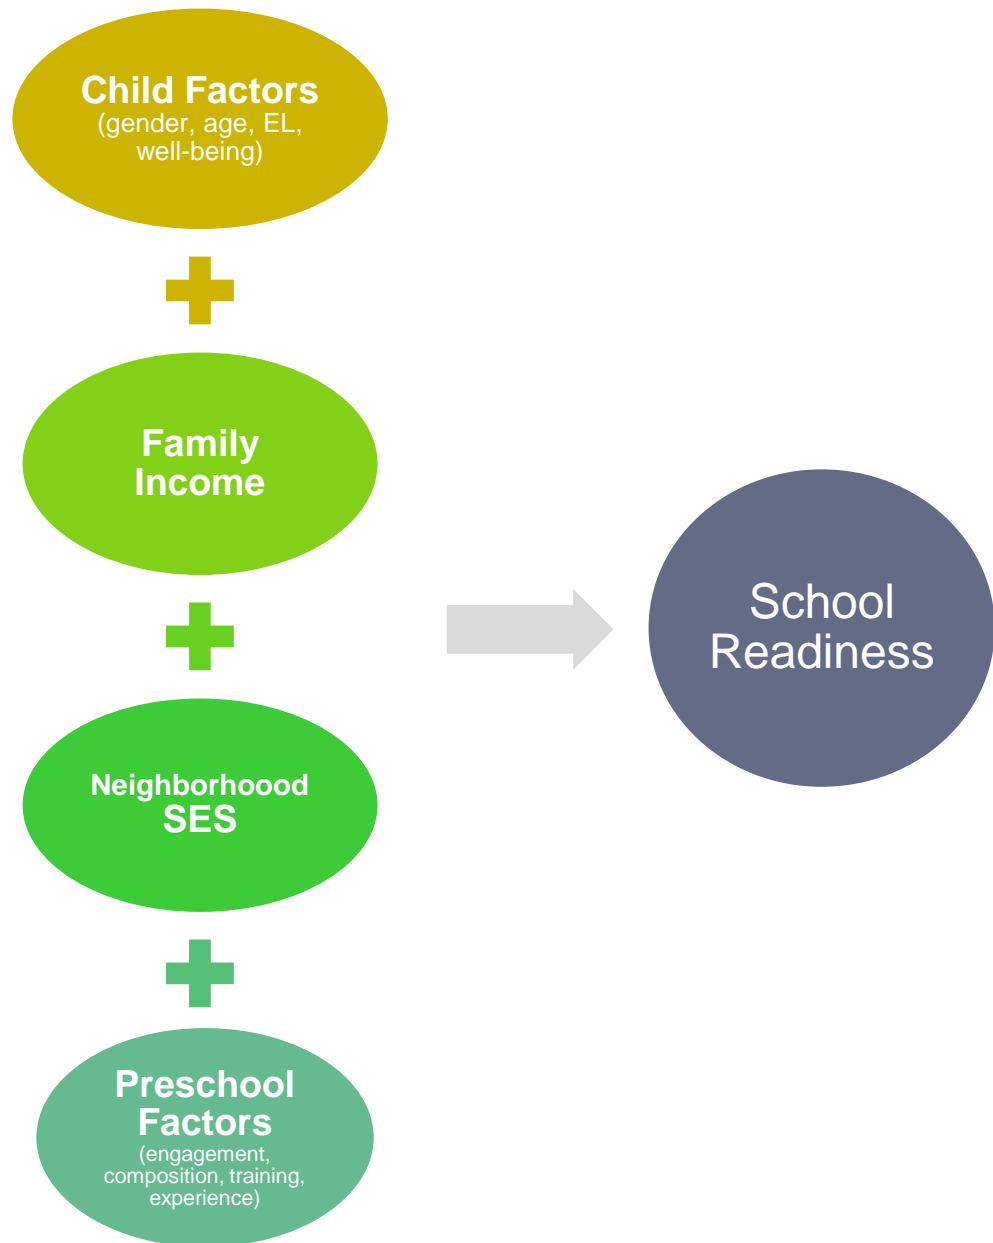 Child Factors
(gender, age, EL,
well-being)
Family
Income
Neighborhoood
SES
Preschool
Factors
(engagement,
composition, training,
experience)
School
Readiness